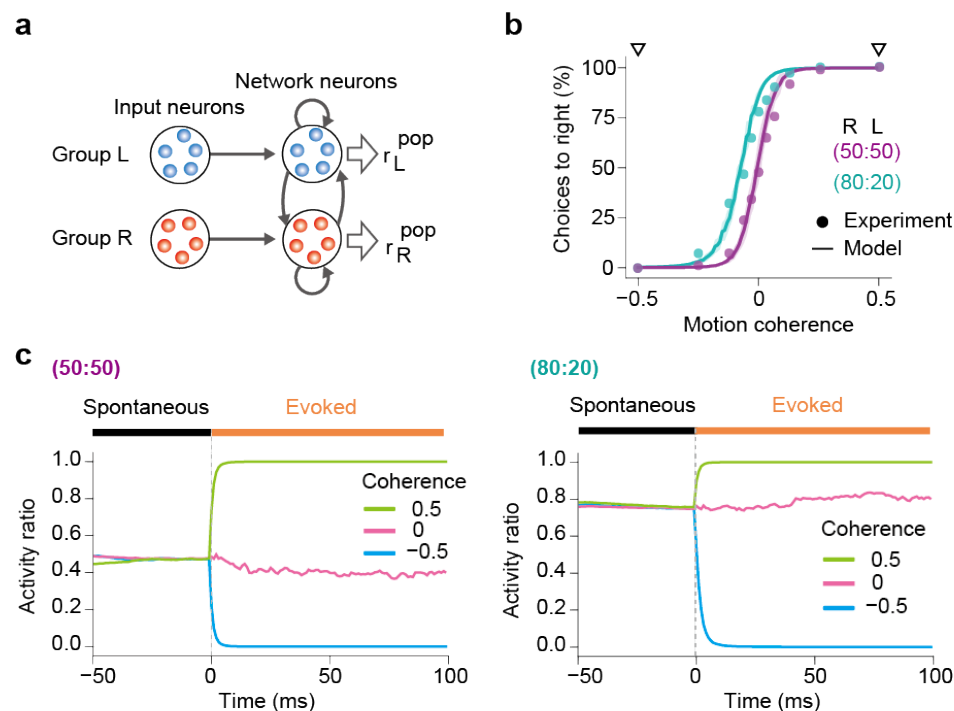 a
Network neurons
Input neurons
Group L
r_L^pop
Group R
r_R^pop
b
Choices to right (%)
100
75
50
25
0
−0.5
0
0.5
Motion coherence
R L
(50:50)
(80:20)
Experiment
Model
c
(50:50)
Spontaneous
Evoked
Activity ratio
1.0
0.8
0.6
0.4
0.2
0.0
Coherence
0.5
0
−0.5
−50
0
50
100
Time (ms)
(80:20)
Spontaneous
Evoked
Activity ratio
1.0
0.8
0.6
0.4
0.2
0.0
Coherence
0.5
0
−0.5
−50
0
50
100
Time (ms)